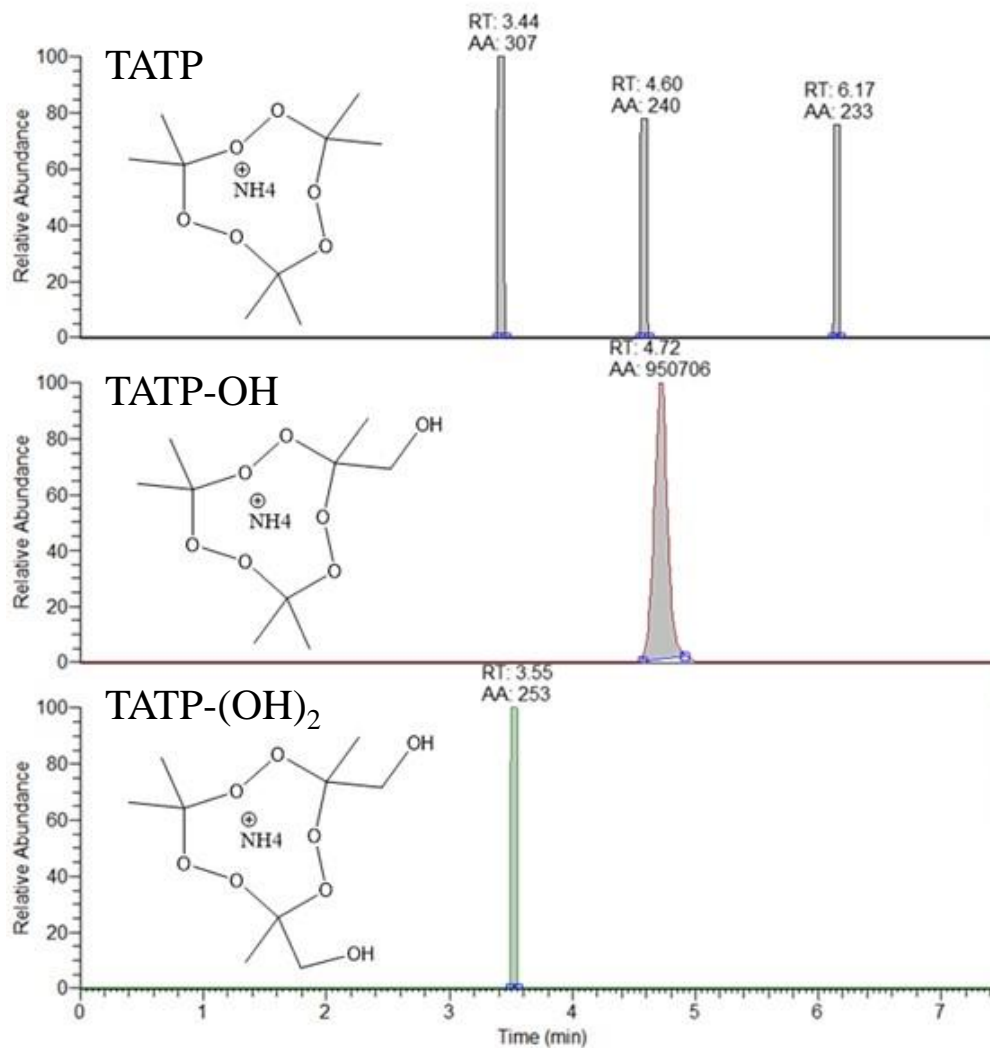 RT: 3.44
AA: 307
TATP
RT: 4.60
AA: 240
RT: 6.17
AA: 233
Relative Abundance
100
80
60
40
20
0
O
O
O
O
O
O
⊕
NH4
RT: 4.72
AA: 950706
TATP-OH
Relative Abundance
100
80
60
40
20
0
OH
O
O
O
O
O
O
⊕
NH4
RT: 3.55
AA: 253
TATP-(OH)₂
Relative Abundance
100
80
60
40
20
0
OH
O
O
O
O
O
O
⊕
NH4
OH
0 1 2 3 4 5 6 7
Time (min)